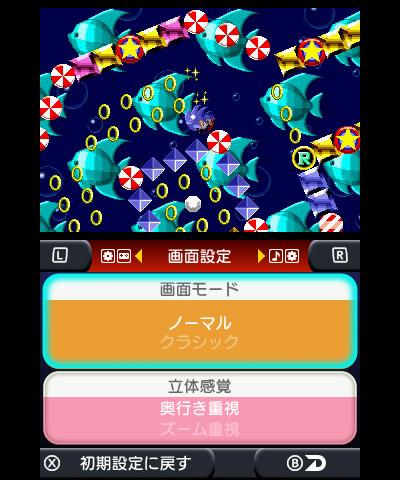 R
L
画面設定
R
画面モード
ノーマル
クラシック
立体感覚
奥行き重視
ズーム重視
X 初期設定に戻す
B